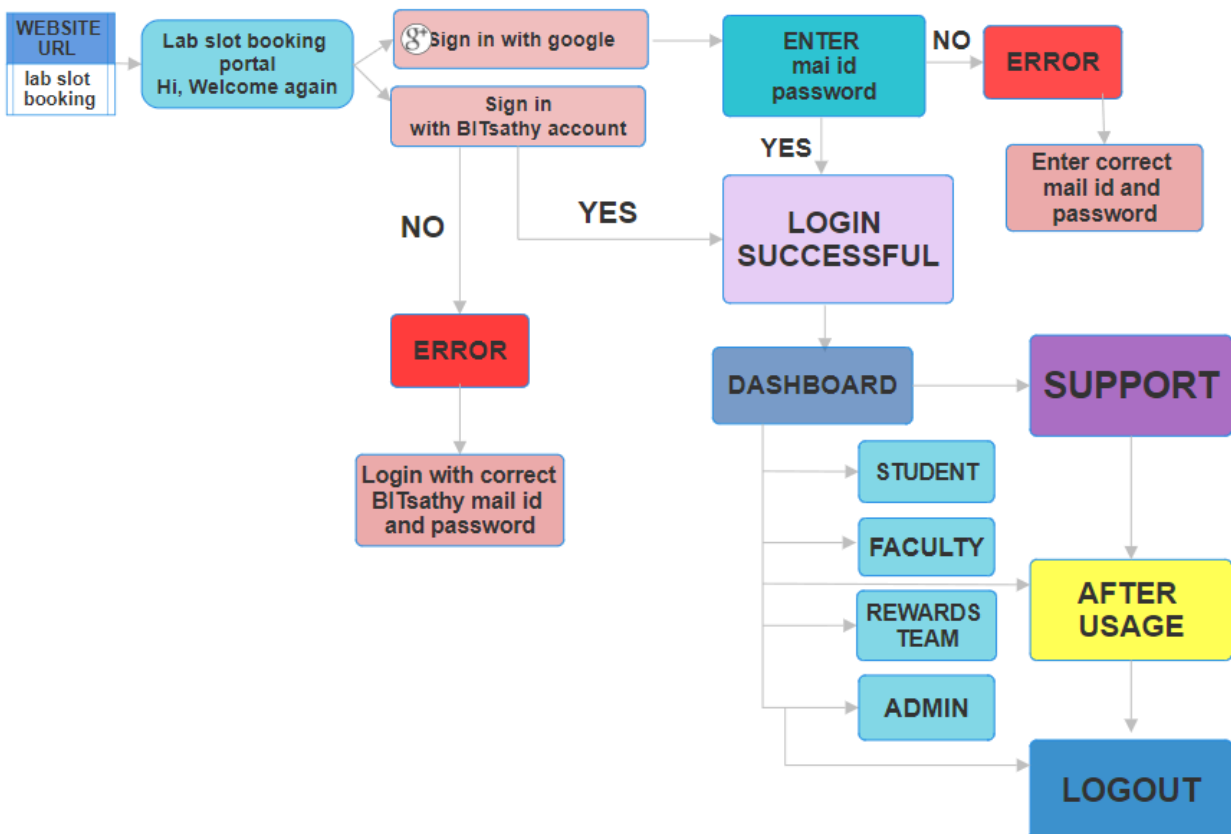 WEBSITE
URL
lab slot
booking
Lab slot booking
portal
Hi, Welcome again
g+
Sign in with google
Sign in
with BITsathy account
ENTER
mai id
password
NO
ERROR
Enter correct
mail id and
password
YES
NO
YES
LOGIN
SUCCESSFUL
ERROR
Login with correct
BITsathy mail id
and password
DASHBOARD
SUPPORT
STUDENT
FACULTY
REWARDS
TEAM
ADMIN
AFTER
USAGE
LOGOUT